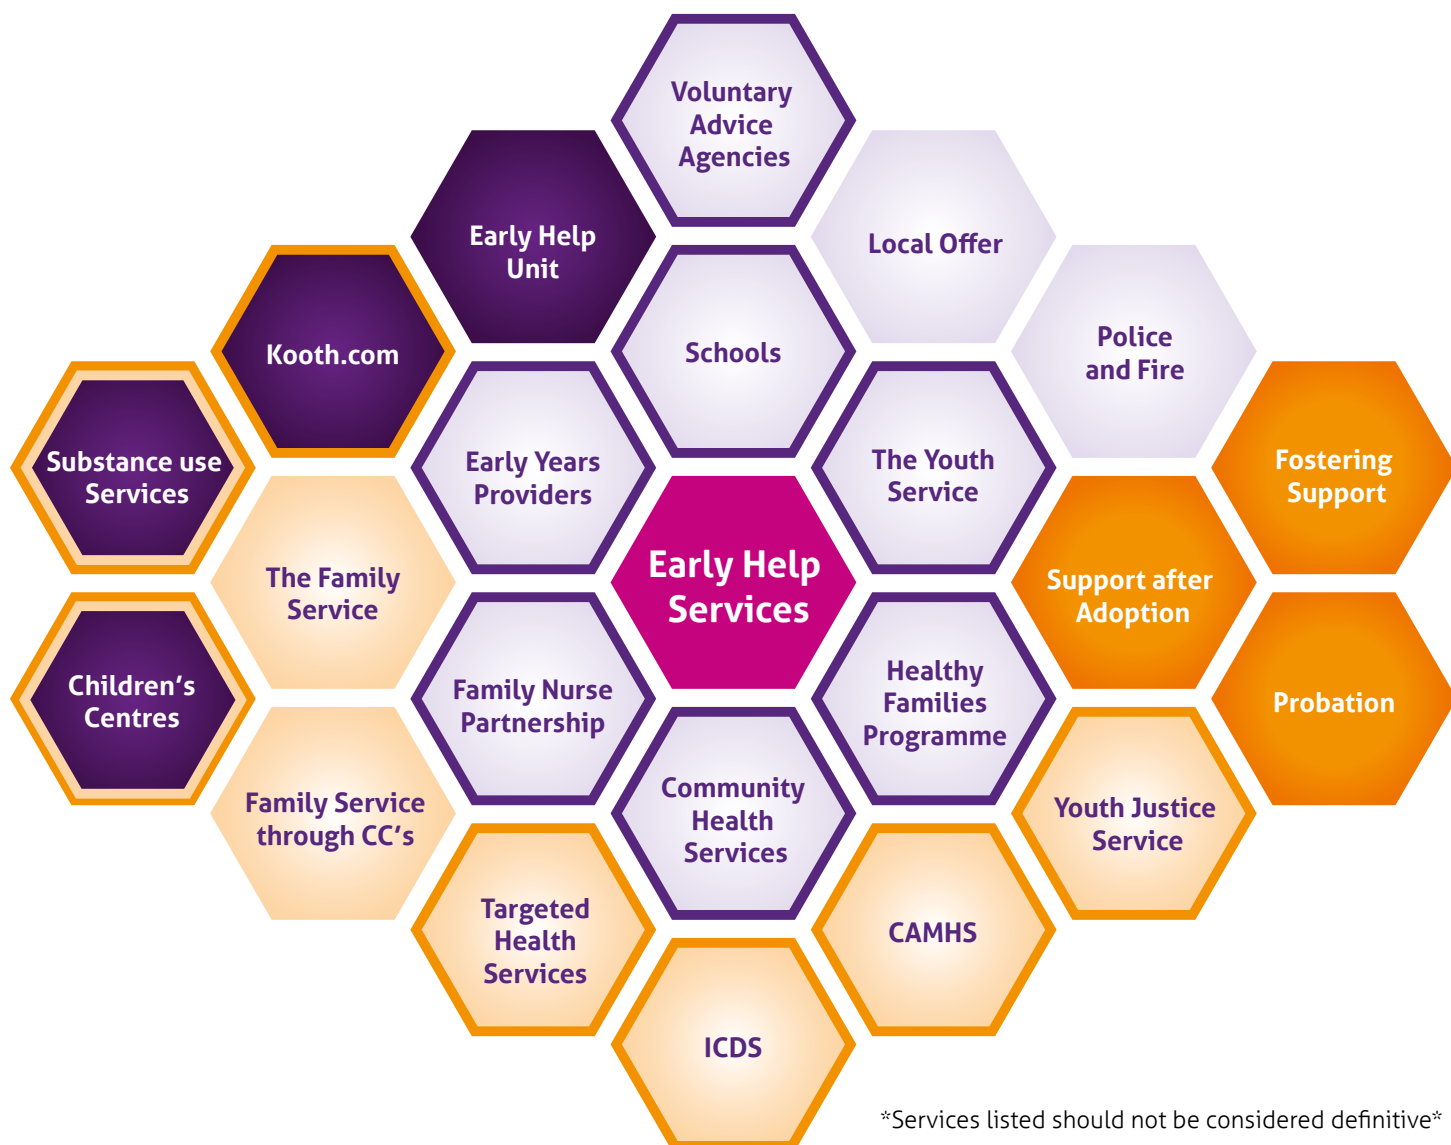 Voluntary
Advice
Agencies
Early Help
Unit
Local Offer
Kooth.com
Schools
Police
and Fire
Substance use
Services
Early Years
Providers
The Youth
Service
Fostering
Support
The Family
Service
Early Help
Services
Support after
Adoption
Children's
Centres
Family Nurse
Partnership
Healthy
Families
Programme
Probation
Family Service
through CC's
Community
Health
Services
Youth Justice
Service
Targeted
Health
Services
CAMHS
ICDS
*Services listed should not be considered definitive*